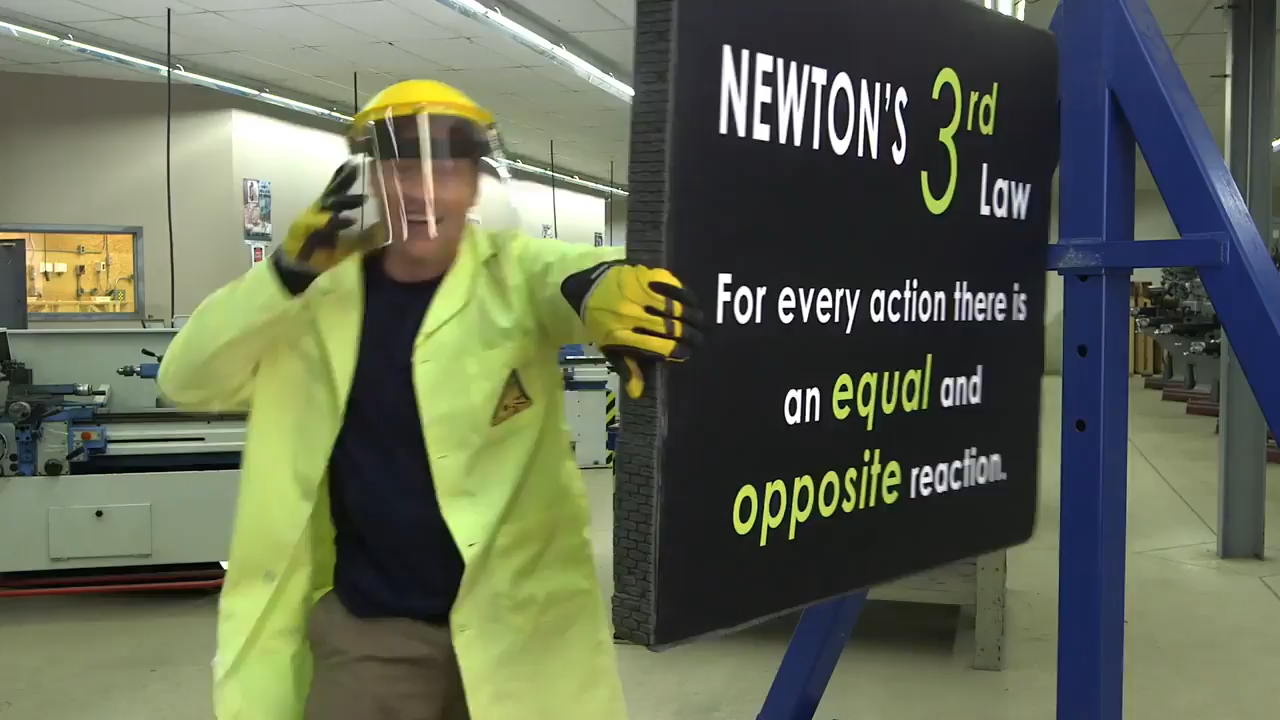 NEWTON'S 3rd
Law
For every action there is
an equal and
opposite reaction.